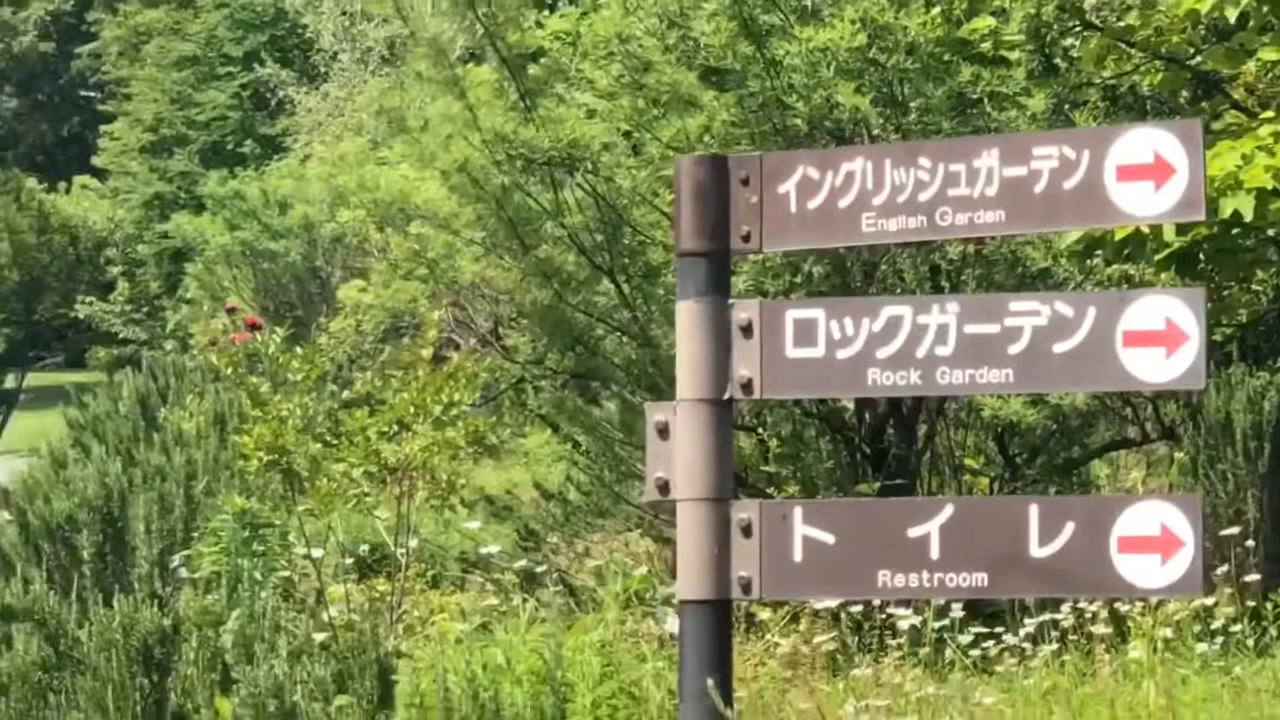 イングリッシュガーデン
English Garden
ロックガーデン
Rock Garden
トイレ
Restroom